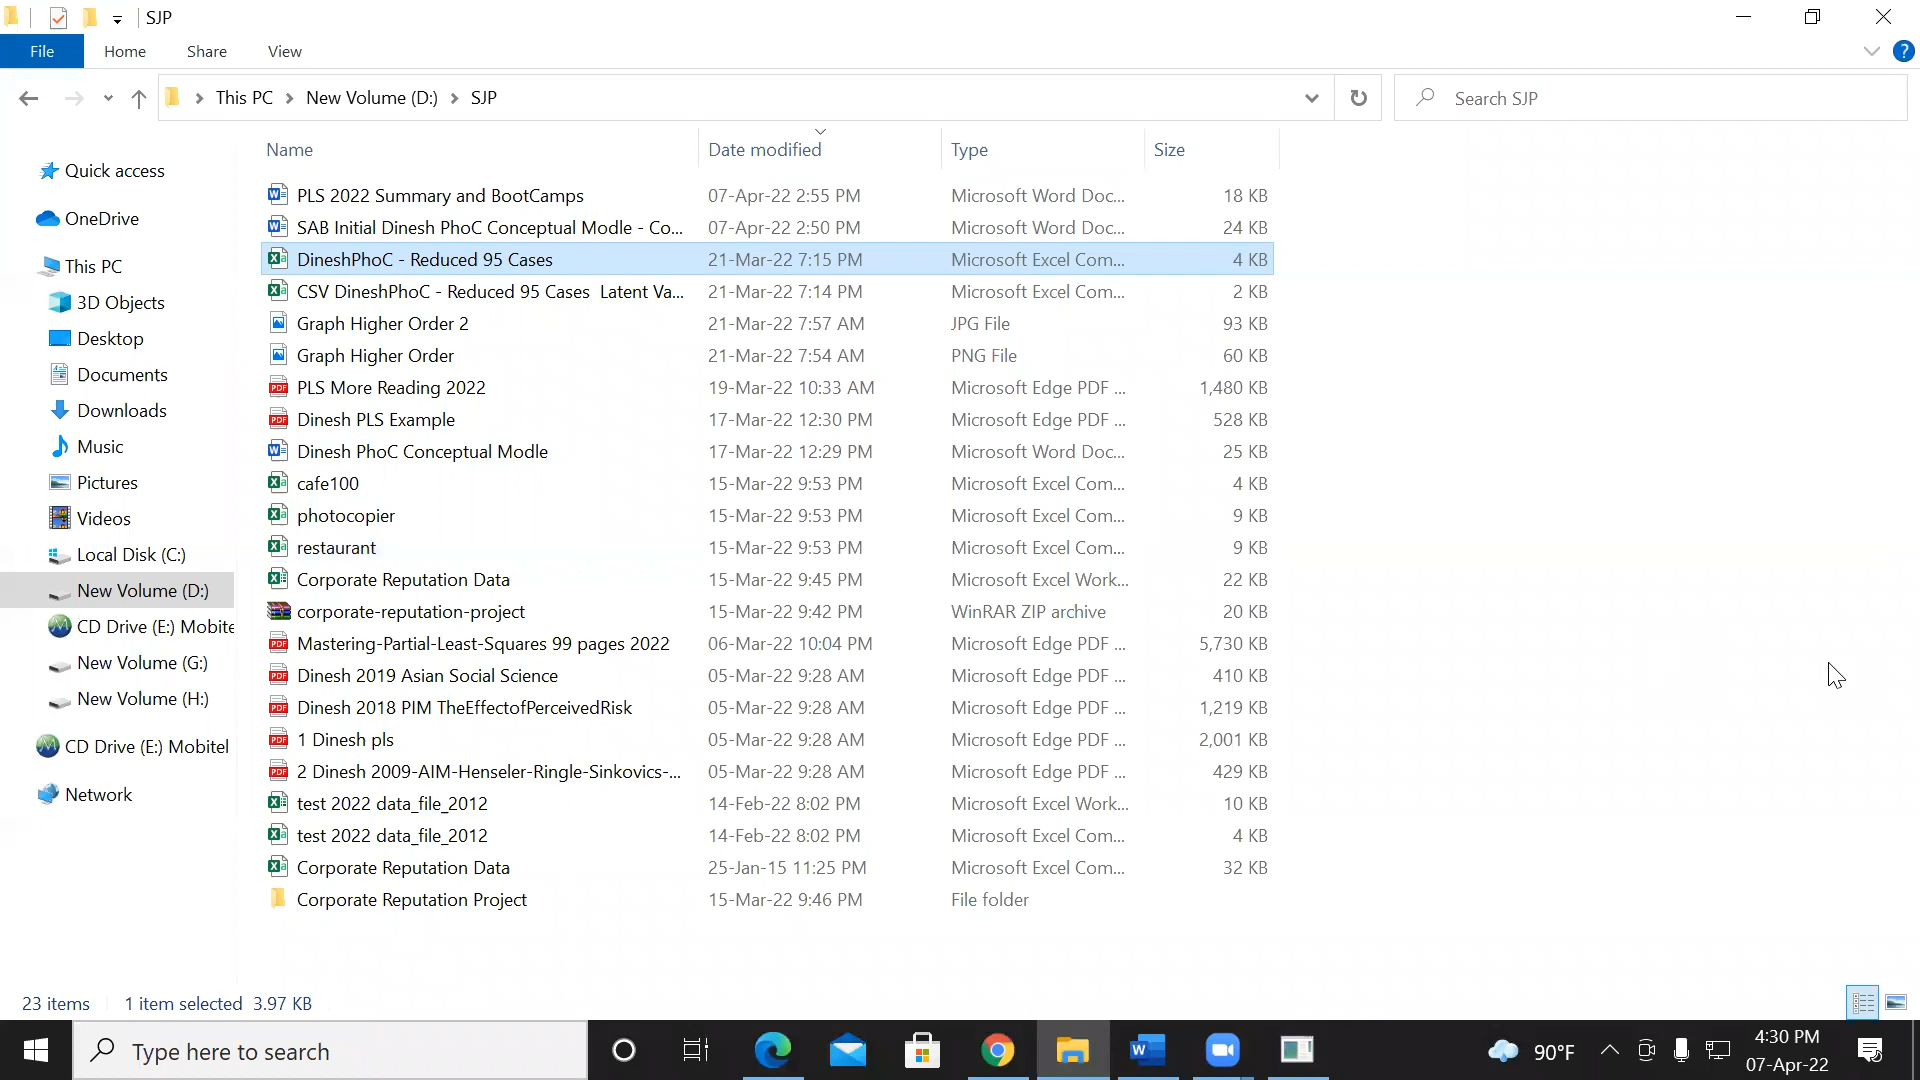 SJP
File Home Share View
This PC New Volume (D:) SJP
Search SJP
Name Date modified Type Size
Quick access
OneDrive
This PC
3D Objects
Desktop
Documents
Downloads
Music
Pictures
Videos
Local Disk (C:)
New Volume (D:)
CD Drive (E:) Mobite
New Volume (G:)
New Volume (H:)
CD Drive (E:) Mobitel
Network
PLS 2022 Summary and BootCamps 07-Apr-22 2:55 PM Microsoft Word Doc... 18 KB
SAB Initial Dinesh PhoC Conceptual Modle - Co... 07-Apr-22 2:50 PM Microsoft Word Doc... 24 KB
DineshPhoC - Reduced 95 Cases 21-Mar-22 7:15 PM Microsoft Excel Com... 4 KB
CSV DineshPhoC - Reduced 95 Cases Latent Va... 21-Mar-22 7:14 PM Microsoft Excel Com... 2 KB
Graph Higher Order 2 21-Mar-22 7:57 AM JPG File 93 KB
Graph Higher Order 21-Mar-22 7:54 AM PNG File 60 KB
PLS More Reading 2022 19-Mar-22 10:33 AM Microsoft Edge PDF ... 1,480 KB
Dinesh PLS Example 17-Mar-22 12:30 PM Microsoft Edge PDF ... 528 KB
Dinesh PhoC Conceptual Modle 17-Mar-22 12:29 PM Microsoft Word Doc... 25 KB
cafe100 15-Mar-22 9:53 PM Microsoft Excel Com... 4 KB
photocopier 15-Mar-22 9:53 PM Microsoft Excel Com... 9 KB
restaurant 15-Mar-22 9:53 PM Microsoft Excel Com... 9 KB
Corporate Reputation Data 15-Mar-22 9:45 PM Microsoft Excel Work... 22 KB
corporate-reputation-project 15-Mar-22 9:42 PM WinRAR ZIP archive 20 KB
Mastering-Partial-Least-Squares 99 pages 2022 06-Mar-22 10:04 PM Microsoft Edge PDF ... 5,730 KB
Dinesh 2019 Asian Social Science 05-Mar-22 9:28 AM Microsoft Edge PDF ... 410 KB
Dinesh 2018 PIM TheEffectofPerceivedRisk 05-Mar-22 9:28 AM Microsoft Edge PDF ... 1,219 KB
1 Dinesh pls 05-Mar-22 9:28 AM Microsoft Edge PDF ... 2,001 KB
2 Dinesh 2009-AIM-Henseler-Ringle-Sinkovics-... 05-Mar-22 9:28 AM Microsoft Edge PDF ... 429 KB
test 2022 data_file_2012 14-Feb-22 8:02 PM Microsoft Excel Work... 10 KB
test 2022 data_file_2012 14-Feb-22 8:02 PM Microsoft Excel Com... 4 KB
Corporate Reputation Data 25-Jan-15 11:25 PM Microsoft Excel Com... 32 KB
Corporate Reputation Project 15-Mar-22 9:46 PM File folder
23 items 1 item selected 3.97 KB
Type here to search
90°F
4:30 PM
07-Apr-22